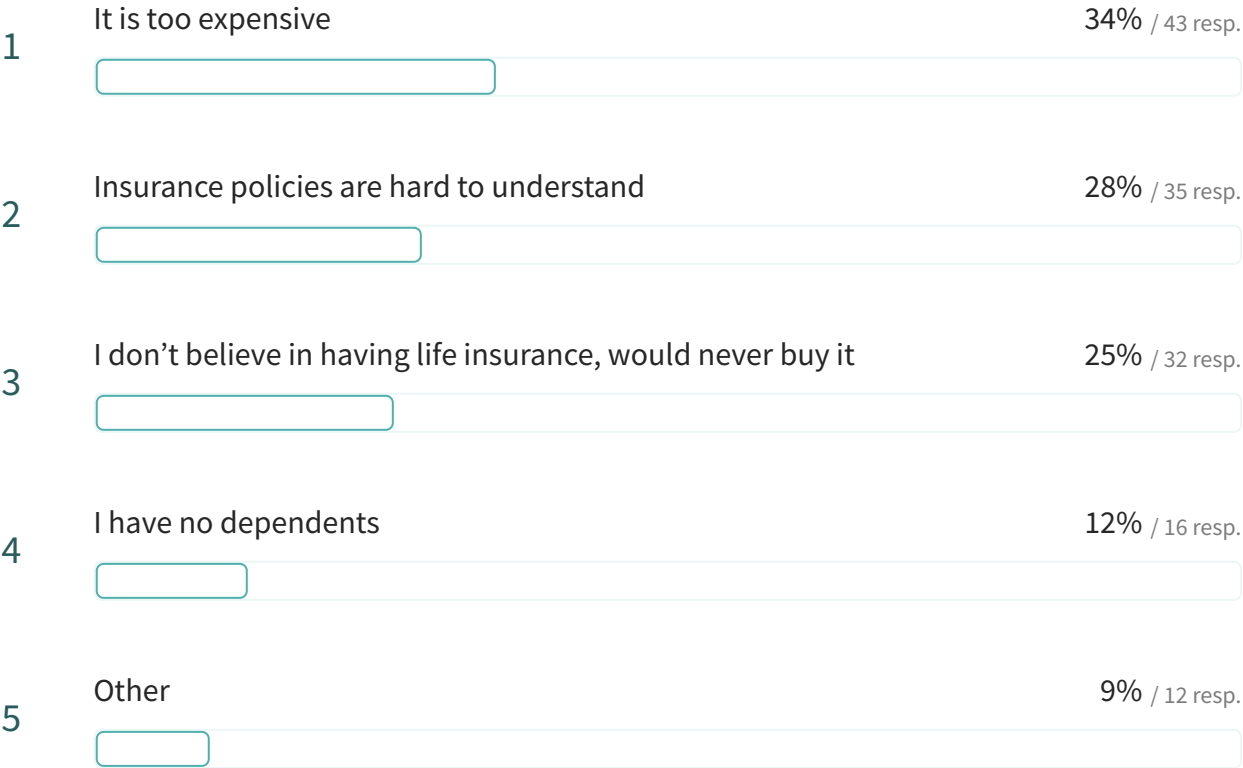 It is too expensive 34% / 43 resp.
1
Insurance policies are hard to understand 28% / 35 resp.
2
I don’t believe in having life insurance, would never buy it 25% / 32 resp.
3
I have no dependents 12% / 16 resp.
4
Other 9% / 12 resp.
5